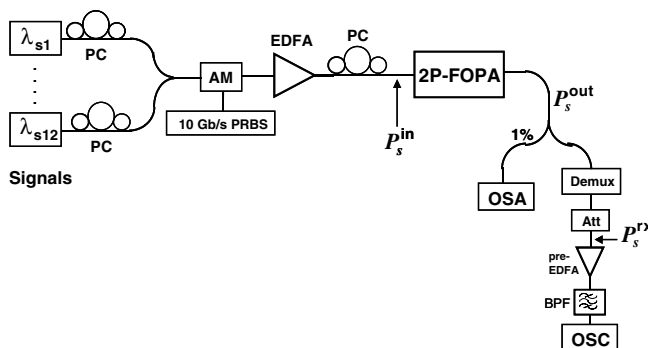 λs1
PC
λs12
PC
Signals
AM
10 Gb/s PRBS
EDFA
PC
Psin
2P-FOPA
Psout
1%
OSA
Demux
Att
Psrx
pre-
EDFA
BPF
OSC